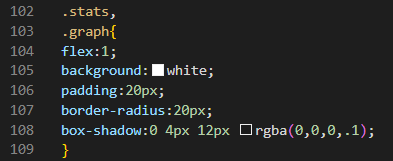 102 .stats,
103 .graph{
104 flex:1;
105 background:white;
106 padding:20px;
107 border-radius:20px;
108 box-shadow:0 4px 12px rgba(0,0,0,.1);
109 }